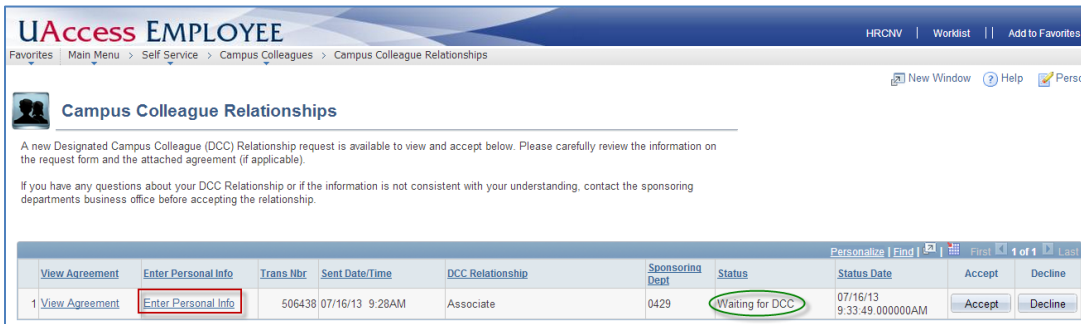 UAccess EMPLOYEE
HRCNV | Worklist || Add to Favorites
Favorites Main Menu > Self Service > Campus Colleagues > Campus Colleague Relationships
New Window ? Help
Campus Colleague Relationships
A new Designated Campus Colleague (DCC) Relationship request is available to view and accept below. Please carefully review the information on
the request form and the attached agreement (if applicable).
If you have any questions about your DCC Relationship or if the information is not consistent with your understanding, contact the sponsoring
departments business office before accepting the relationship.
Personalize | Find | First 1 of 1 Last
View Agreement Enter Personal Info Trans Nbr Sent Date/Time DCC Relationship Sponsoring Dept Status Status Date Accept Decline
1 View Agreement Enter Personal Info 506438 07/16/13 9:28AM Associate 0429 Waiting for DCC 07/16/13 9:33:49.000000AM Accept Decline